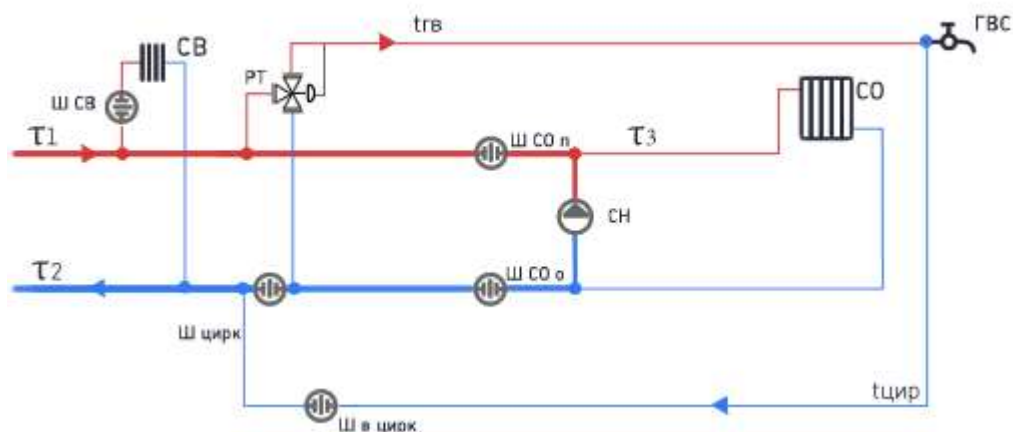 tгв
ГВС
СВ
РТ
Ш СВ
СО
τ1
Ш СО п
τ3
СН
τ2
Ш СО о
Ш цирк
tцир
Ш в цирк